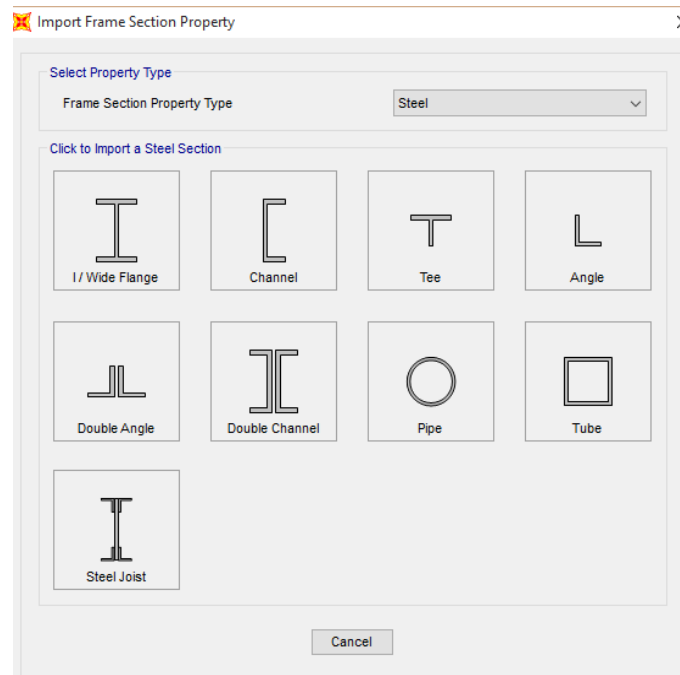 Import Frame Section Property
Select Property Type
Frame Section Property Type
Steel
Click to Import a Steel Section
I / Wide Flange
Channel
Tee
Angle
Double Angle
Double Channel
Pipe
Tube
Steel Joist
Cancel